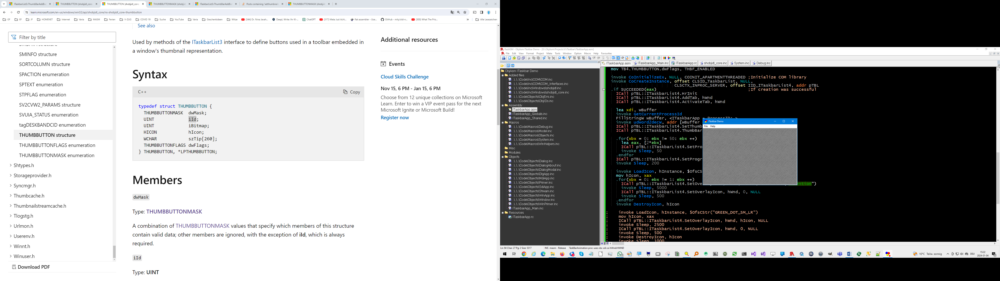 ITaskbarList3::ThumbBarAddBut
THUMBBUTTON (shobjidl_core
THUMBBUTTON (shobjidl_core
THUMBBUTTONMASK (shobjidl
ITaskbarList3::ThumbBarAddBut
Posts containing 'setthumbnail
THUMBBUTTONMASK (shobjidl
learn.microsoft.com/en-us/windows/win32/api/shobjidl_core/ns-shobjidl_core-thumbbutton
GF EF JF HOMENET Internet Varia MASM Ferien V-ZUG COVID 19 Suche YouTube Varia Geschenkideen Witze (344) Dr. Nina Javah... DeepL Write: Ihr KI-... ChatGPT (317) Meta Just Achi... flat assembler - Use... GitHub - mity/old-n... (300) What The Pris... » Alle Lesezeichen
Filter by title
SMDATA structure
SMINFO structure
SORTCOLUMN structure
SPACTION enumeration
SPTEXT enumeration
STPFLAG enumeration
SV2CVW2_PARAMS structure
SVUIA_STATUS enumeration
tagDESKBANDCID enumeration
THUMBBUTTON structure
THUMBBUTTONFLAGS enumeration
THUMBBUTTONMASK enumeration
Shtypes.h
Storageprovider.h
Syncmgr.h
Thumbcache.h
Thumbnailstreamcache.h
Tlogstg.h
Urlmon.h
Userenv.h
Winnt.h
Winuser.h
Download PDF
See also
Used by methods of the ITaskbarList3 interface to define buttons used in a toolbar embedded in
a window's thumbnail representation.
Syntax
C++ Copy
typedef struct THUMBBUTTON {
THUMBBUTTONMASK dwMask;
UINT iId;
UINT iBitmap;
HICON hIcon;
WCHAR szTip[260];
THUMBBUTTONFLAGS dwFlags;
} THUMBBUTTON, *LPTHUMBBUTTON;
Members
dwMask
Type: THUMBBUTTONMASK
A combination of THUMBBUTTONMASK values that specify which members of this structure
contain valid data; other members are ignored, with the exception of iId, which is always
required.
iId
Type: UINT
Additional resources
Events
Cloud Skills Challenge
Nov 15, 6 PM - Jan 15, 6 PM
Choose from 12 unique collections on Microsoft
Learn. Enter to win a VIP event pass for the next
Microsoft Ignite or Microsoft Build!
Register now
RadASM - ObjAsm ITaskbar Demo - [D:\ObjAsm\Projects\X\ITaskbar\ITaskbarApp.asm]
File Edit View Format Project Make Tools Window Option Macro Help Favourites
ITaskbarApp.asm ITaskbarApp_Main.inc ITaskbarApp.rc shobjidl_core.inc System.inc Debug.inc
ObjAsm ITaskbar Demo
Added files
..\..\..\Code\Inc\COM\COM.inc
..\..\..\Code\Inc\COM\COM_Interfaces.inc
..\..\..\Code\Inc\Windows\shobjidl.inc
..\..\..\Code\Inc\Windows\shobjidl_core.inc
..\..\..\Code\Objects\ObjErrs.inc
..\..\..\Code\Objects\ObjIDs.inc
Assembly
ITaskbarApp.asm
ITaskbarApp_Globals.inc
ITaskbarApp_Shared.inc
Macros
..\..\..\Code\Macros\Debug.inc
..\..\..\Code\Macros\Model.inc
..\..\..\Code\Macros\Objects.inc
..\..\..\Code\Macros\System.inc
..\..\..\Code\Macros\WinHelpers.inc
Misc
Modules
Objects
..\..\..\Code\Objects\Dialog.inc
..\..\..\Code\Objects\DialogAbout.inc
..\..\..\Code\Objects\DialogModal.inc
..\..\..\Code\Objects\DlgApp.inc
..\..\..\Code\Objects\MdiApp.inc
..\..\..\Code\Objects\Primer.inc
..\..\..\Code\Objects\SdiApp.inc
..\..\..\Code\Objects\Stream.inc
..\..\..\Code\Objects\WinApp.inc
..\..\..\Code\Objects\Window.inc
..\..\..\Code\Objects\WinPrimer.inc
ITaskbarApp_Main.inc
Resources
ITaskbarApp.rc
mov TB4.THUMBBUTTON.dwFlags, THBF_ENABLED
invoke CoInitializeEx, NULL, COINIT_APARTMENTTHREADED ;Initialize COM library
invoke CoCreateInstance, offset CLSID_TaskbarList, NULL,
CLSCTX_INPROC_SERVER, offset IID_ITaskbarList4, addr pTBL
.if SUCCEEDED(eax) ;If creation was successful
ICall pTBL::ITaskbarList4.HrInit
ICall pTBL::ITaskbarList4.AddTab, hWnd
ICall pTBL::ITaskbarList4.ActivateTab, hWnd
lea xdi, wBuffer
invoke GetCurrentProcessId
FillStringW wBuffer, <ITaskbarApp - ProcessID: >
invoke udword2decW, addr [wBuffer
ICall pTBL::ITaskbarList4.SetThumb
ICall pTBL::ITaskbarList4.ThumbBar
.for(xbx = 0: ebx != 50: ebx ++)
lea eax, [2*ebx]
ICall pTBL::ITaskbarList4.SetPro
invoke Sleep, 50
.endfor
ICall pTBL::ITaskbarList4.SetProgr
invoke Sleep, 200
invoke LoadIcon, hInstance, $OfsCS
mov hIcon, xax
.for(xbx = 0: ebx != 1: ebx ++)
ICall pTBL::ITaskbarList4.SetOve ention")
invoke Sleep, 5000
ICall pTBL::ITaskbarList4.SetOverlayIcon, hWnd, 0, NULL
invoke Sleep, 500
.endfor
invoke DestroyIcon, hIcon
; invoke LoadIcon, hInstance, $OfsCStr("GREEN_DOT_SM_LR")
; mov hIcon, xax
; ICall pTBL::ITaskbarList4.SetOverlayIcon, hWnd, hIcon, NULL
; invoke Sleep, 2500
; ICall pTBL::ITaskbarList4.SetOverlayIcon, hWnd, 0, NULL
; invoke Sleep, 500
; invoke DestroyIcon, hIcon
; invoke Sleep, 1000
ITaskbar Demo
File Help
Ln: 94 Char: 27 Pg: 2 Size: 5317 INS masm - Release TaskBarAnimation proc uses xbx xdi xsi hWnd:HWND
10°C Teilw. sonnig DEU 15:22
2024-01-04